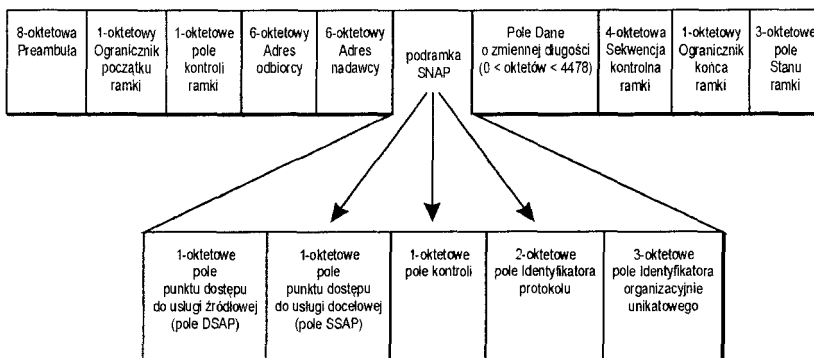 8-oktetowa
Preambuła
1-oktetowy
Ogranicznik
początku
ramki
1-oktetowe
pole
kontroli
ramki
6-oktetowy
Adres
odbiorcy
6-oktetowy
Adres
nadawcy
podramka
SNAP
Pole Dane
o zmiennej długości
(0 < oktetów < 4478)
4-oktetowa
Sekwencja
kontrolna
ramki
1-oktetowy
Ogranicznik
końca
ramki
3-oktetowe
pole
Stanu
ramki
1-oktetowe
pole
punktu dostępu
do usługi źródłowej
(pole DSAP)
1-oktetowe
pole
punktu dostępu
do usługi docelowej
(pole SSAP)
1-oktetowe
pole kontroli
2-oktetowe
pole Identyfikatora
protokołu
3-oktetowe
pole Identyfikatora
organizacyjnie
unikatowego